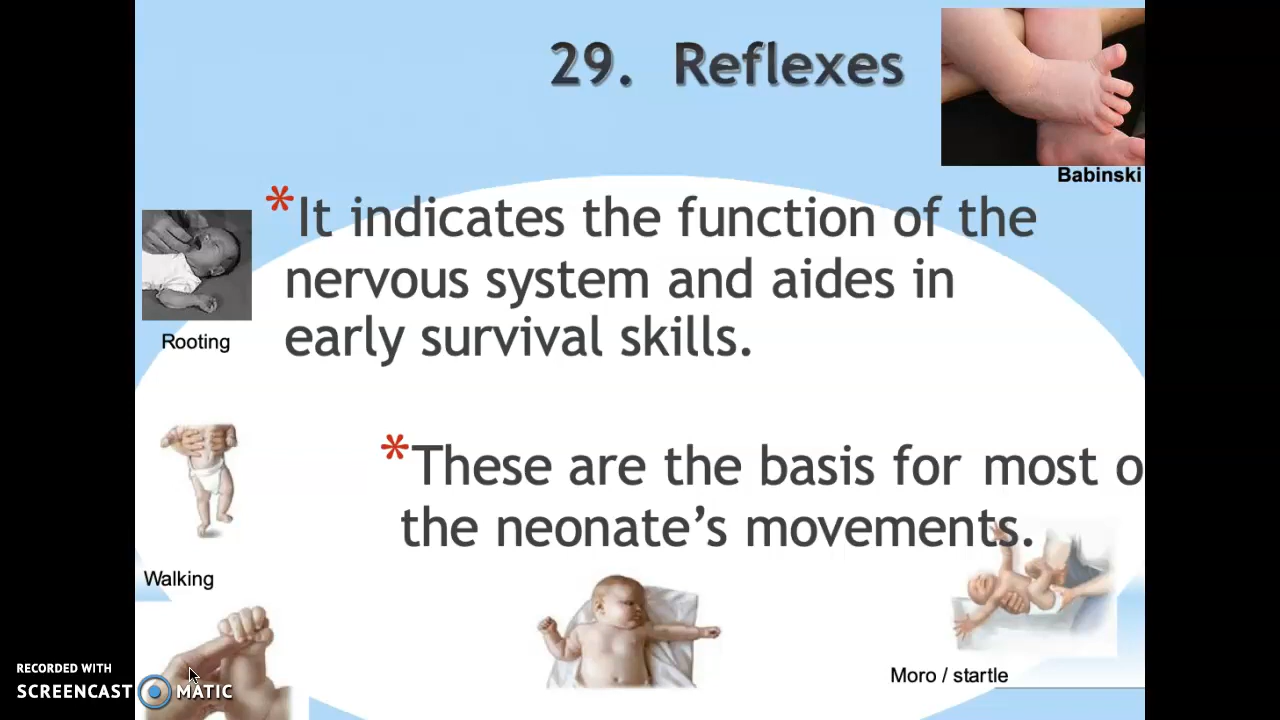 29. Reflexes
Babinski
*It indicates the function of the
nervous system and aides in
early survival skills.
Rooting
*These are the basis for most o
the neonate’s movements.
Walking
Moro / startle
RECORDED WITH
SCREENCAST MATIC